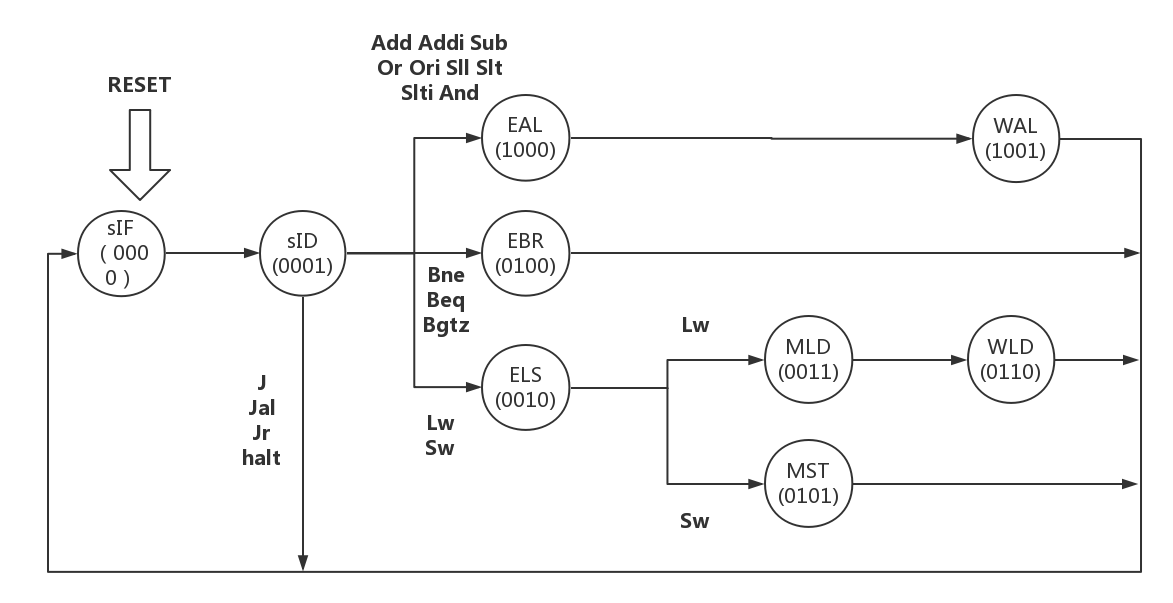 Add Addi Sub
Or Ori Sll Slt
Slti And
RESET
EAL
(1000)
WAL
(1001)
sIF
( 000
0 )
sID
(0001)
EBR
(0100)
Bne
Beq
Bgtz
Lw
MLD
(0011)
WLD
(0110)
ELS
(0010)
J
Jal
Jr
halt
Lw
Sw
MST
(0101)
Sw